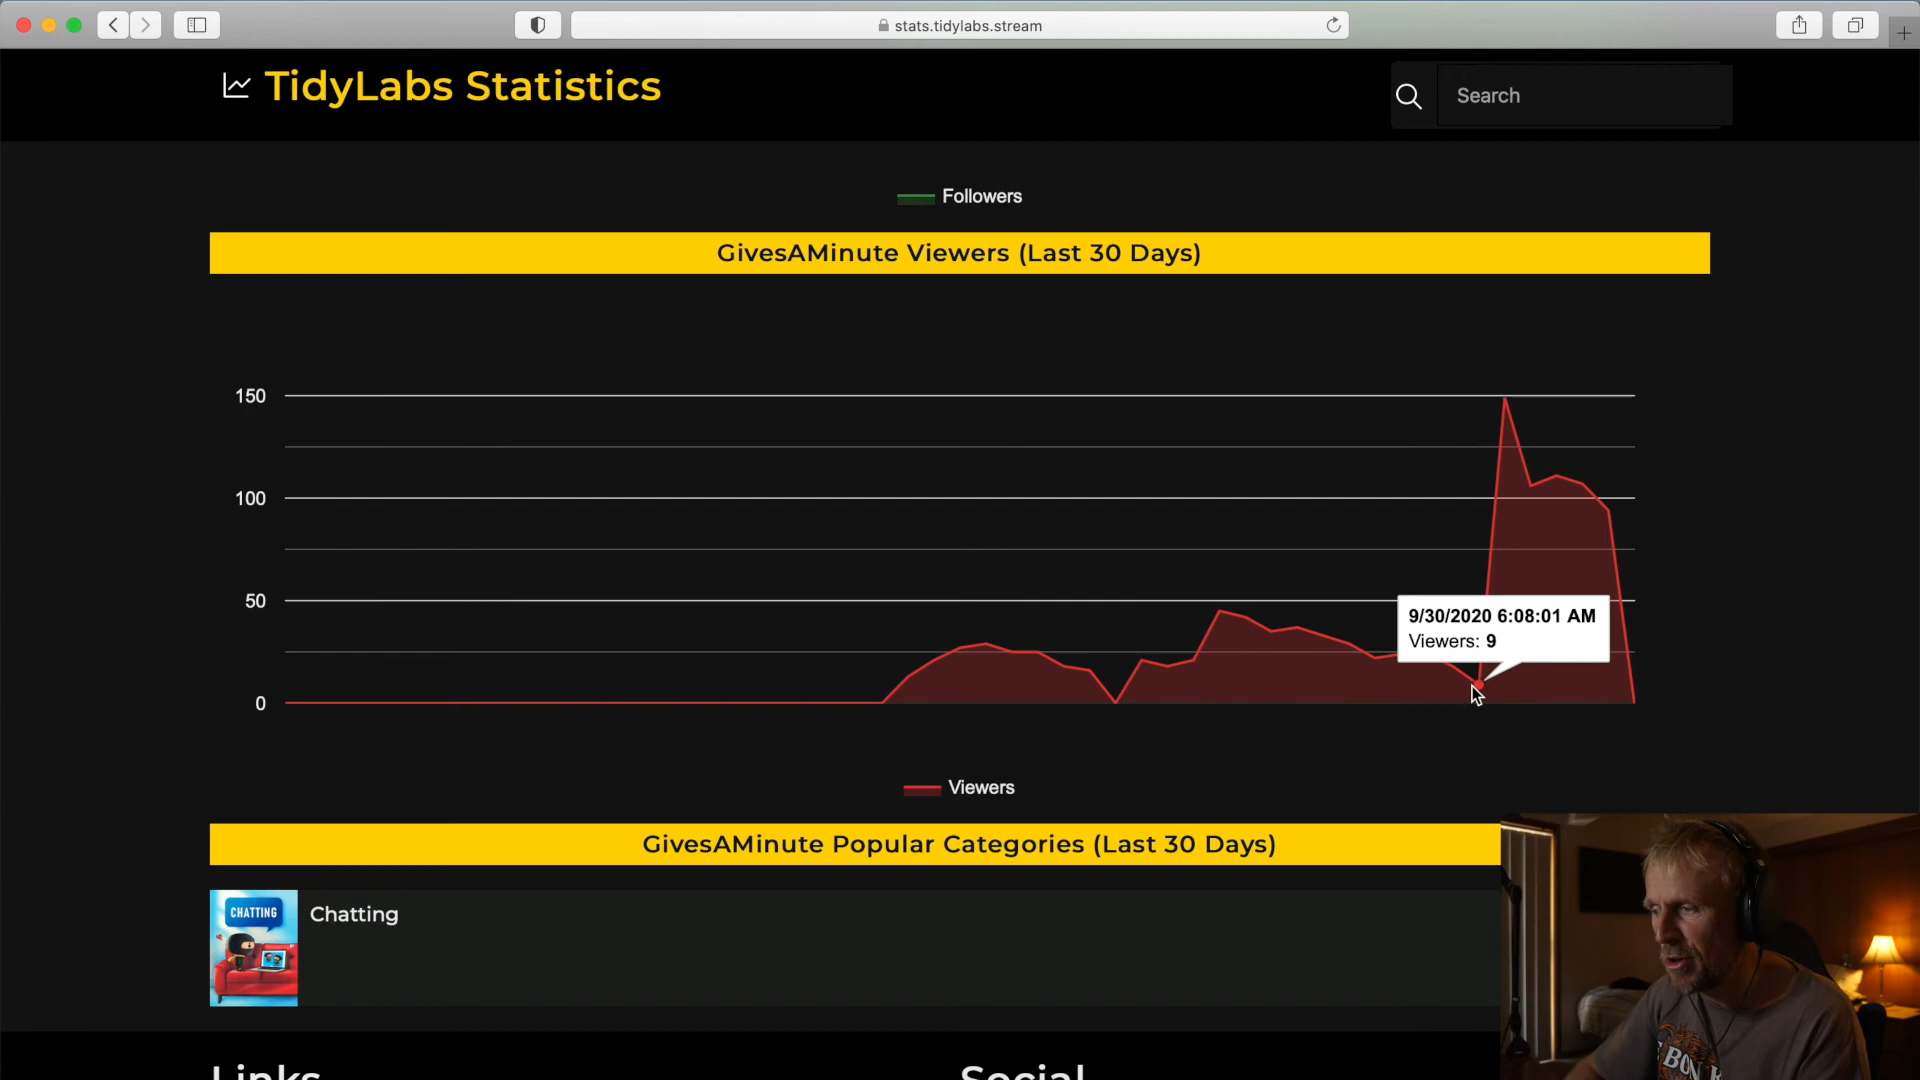 stats.tidylabs.stream
TidyLabs Statistics
Search
Followers
GivesAMinute Viewers (Last 30 Days)
150
100
50
0
9/30/2020 6:08:01 AM
Viewers: 9
Viewers
GivesAMinute Popular Categories (Last 30 Days)
CHATTING
Chatting
Links
Social